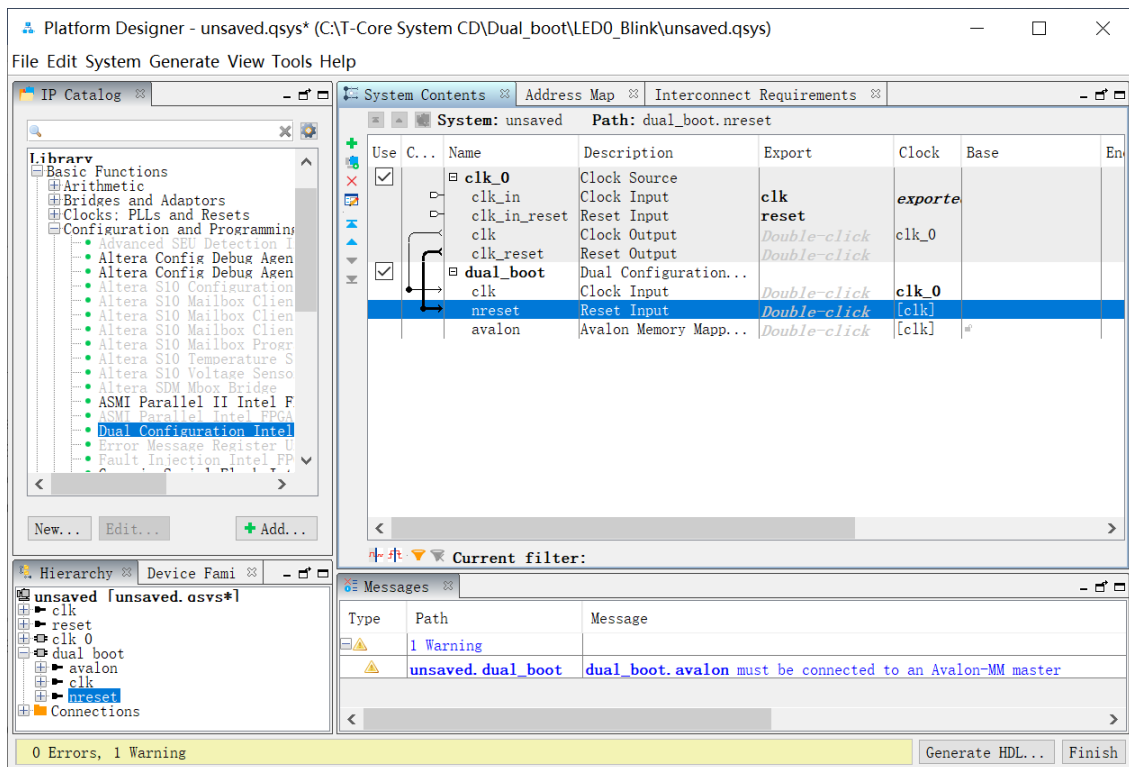 Platform Designer - unsaved.qsys* (C:\T-Core System CD\Dual_boot\LED0_Blink\unsaved.qsys)
File Edit System Generate View Tools Help
IP Catalog
Library
Basic Functions
Arithmetic
Bridges and Adaptors
Clocks; PLLs and Resets
Configuration and Programming
Advanced SEU Detection I
Altera Config Debug Agen
Altera Config Debug Agen
Altera S10 Configuration
Altera S10 Mailbox Clien
Altera S10 Mailbox Clien
Altera S10 Mailbox Clien
Altera S10 Mailbox Progr
Altera S10 Temperature S
Altera S10 Voltage Senso
Altera SDM Mbox Bridge
ASMI Parallel II Intel F
ASMI Parallel Intel FPGA
Dual Configuration Intel
Error Message Register U
Fault Injection Intel FP
New... Edit... Add...
Hierarchy Device Fami
unsaved [unsaved.qsys*]
clk
reset
clk_0
dual_boot
avalon
clk
nreset
Connections
System Contents Address Map Interconnect Requirements
System: unsaved Path: dual_boot.nreset
Use C... Name Description Export Clock Base En
clk_0 Clock Source
clk_in Clock Input clk exporte
clk_in_reset Reset Input reset
clk Clock Output Double-click clk_0
clk_reset Reset Output Double-click
dual_boot Dual Configuration...
clk Clock Input Double-click clk_0
nreset Reset Input Double-click [clk]
avalon Avalon Memory Mapp... Double-click [clk]
Current filter:
Messages
Type Path Message
1 Warning
unsaved.dual_boot dual_boot.avalon must be connected to an Avalon-MM master
0 Errors, 1 Warning
Generate HDL... Finish